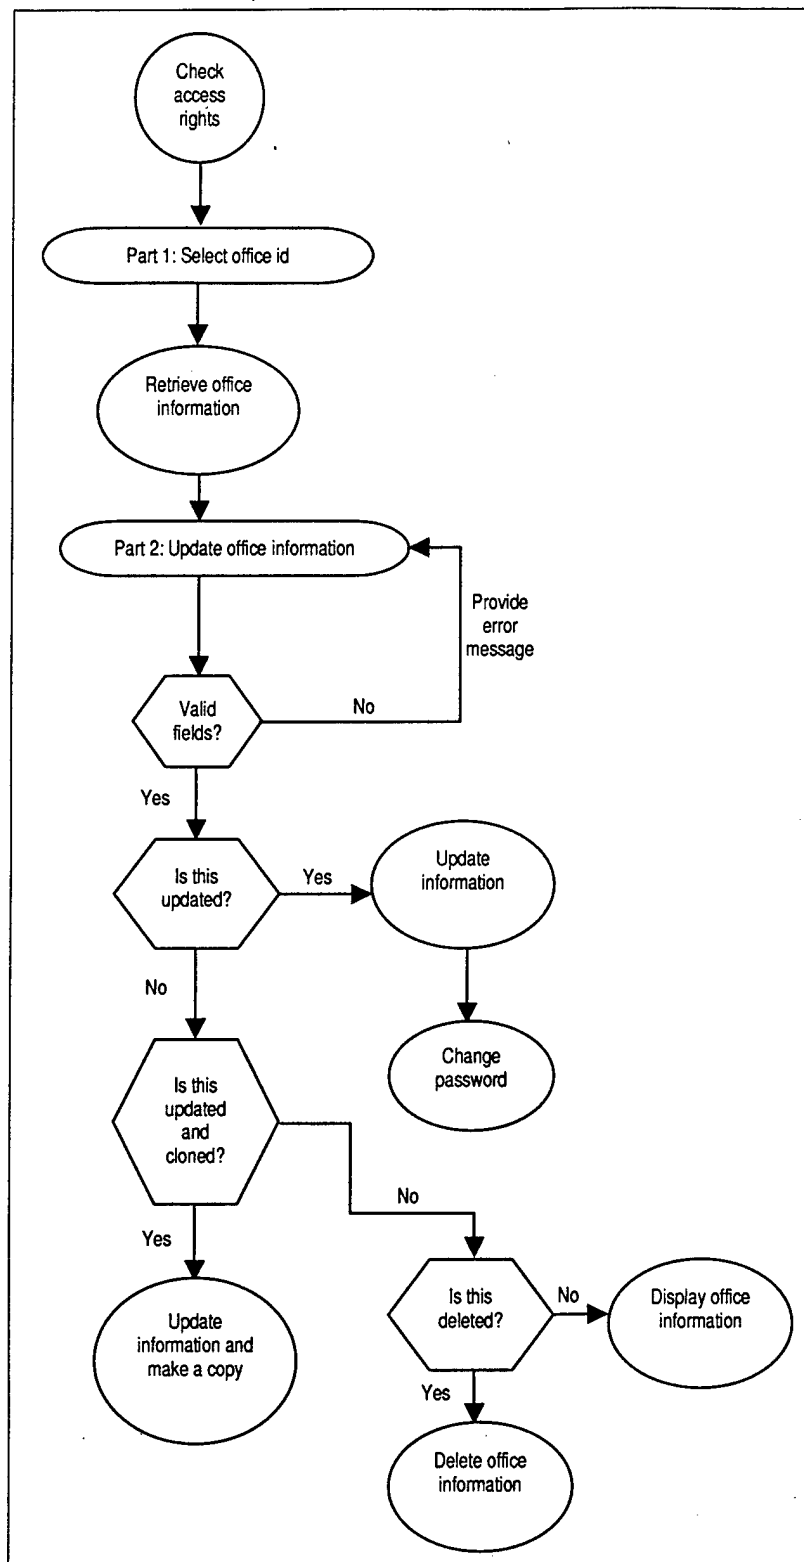 Check
access
rights
Part 1: Select office id
Retrieve office
information
Part 2: Update office information
Provide
error
message
Valid
fields?
No
Yes
Is this
updated?
Yes
Update
information
No
Change
password
Is this
updated
and
cloned?
No
Yes
Update
information and
make a copy
Is this
deleted?
No
Display office
information
Yes
Delete office
information